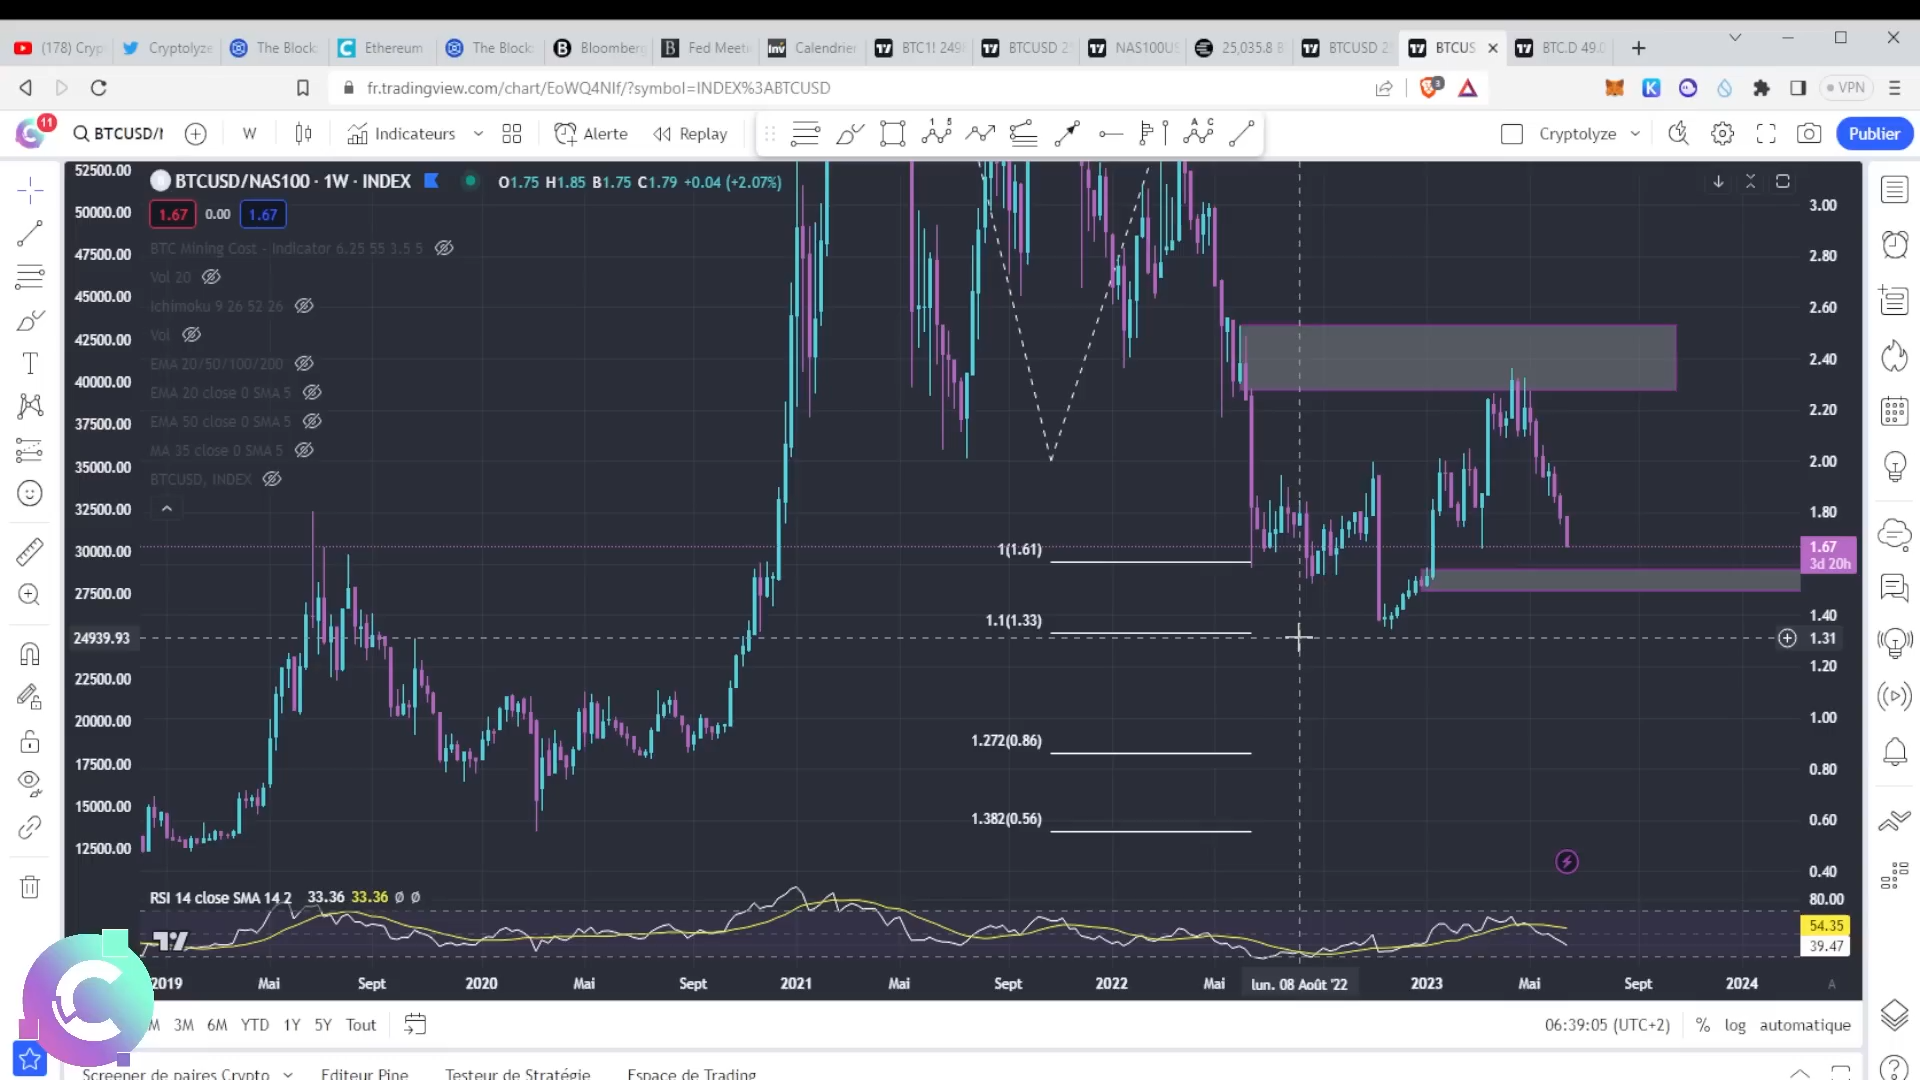 (178) Cryp
Cryptolyze
The Block
Ethereum
The Block
Bloomberg
Fed Meeti
Calendrier
BTC1! 249
BTCUSD 2
NAS100US
25,035.8 B
BTCUSD 2
BTCUS
BTC.D 49.0
fr.tradingview.com/chart/EoWQ4NIf/?symbol=INDEX%3ABTCUSD
VPN
11
BTCUSD/I
W
Indicateurs
Alerte
Replay
Cryptolyze
Publier
BTCUSD/NAS100 · 1W · INDEX
O1.75 H1.85 B1.75 C1.79 +0.04 (+2.07%)
1.67 0.00 1.67
BTC Mining Cost - Indicator 6.25 55 3.5 5
Vol 20
Ichimoku 9 26 52 26
Vol
EMA 20/50/100/200
EMA 20 close 0 SMA 5
EMA 50 close 0 SMA 5
MA 35 close 0 SMA 5
BTCUSD, INDEX
52500.00
50000.00
47500.00
45000.00
42500.00
40000.00
37500.00
35000.00
32500.00
30000.00
27500.00
24939.93
22500.00
20000.00
17500.00
15000.00
12500.00
1(1.61)
1.1(1.33)
1.272(0.86)
1.382(0.56)
3.00
2.80
2.60
2.40
2.20
2.00
1.80
1.67
3d 20h
1.40
1.31
1.20
1.00
0.80
0.60
0.40
80.00
54.35
39.47
RSI 14 close SMA 14 2 33.36 33.36 ø ø
2019 Mai Sept 2020 Mai Sept 2021 Mai Sept 2022 Mai lun. 08 Août '22 2023 Mai Sept 2024 A
M 3M 6M YTD 1Y 5Y Tout
06:39:05 (UTC+2) % log automatique
Screener de paires Crypto
Editeur Pine
Testeur de Stratégie
Espace de Trading